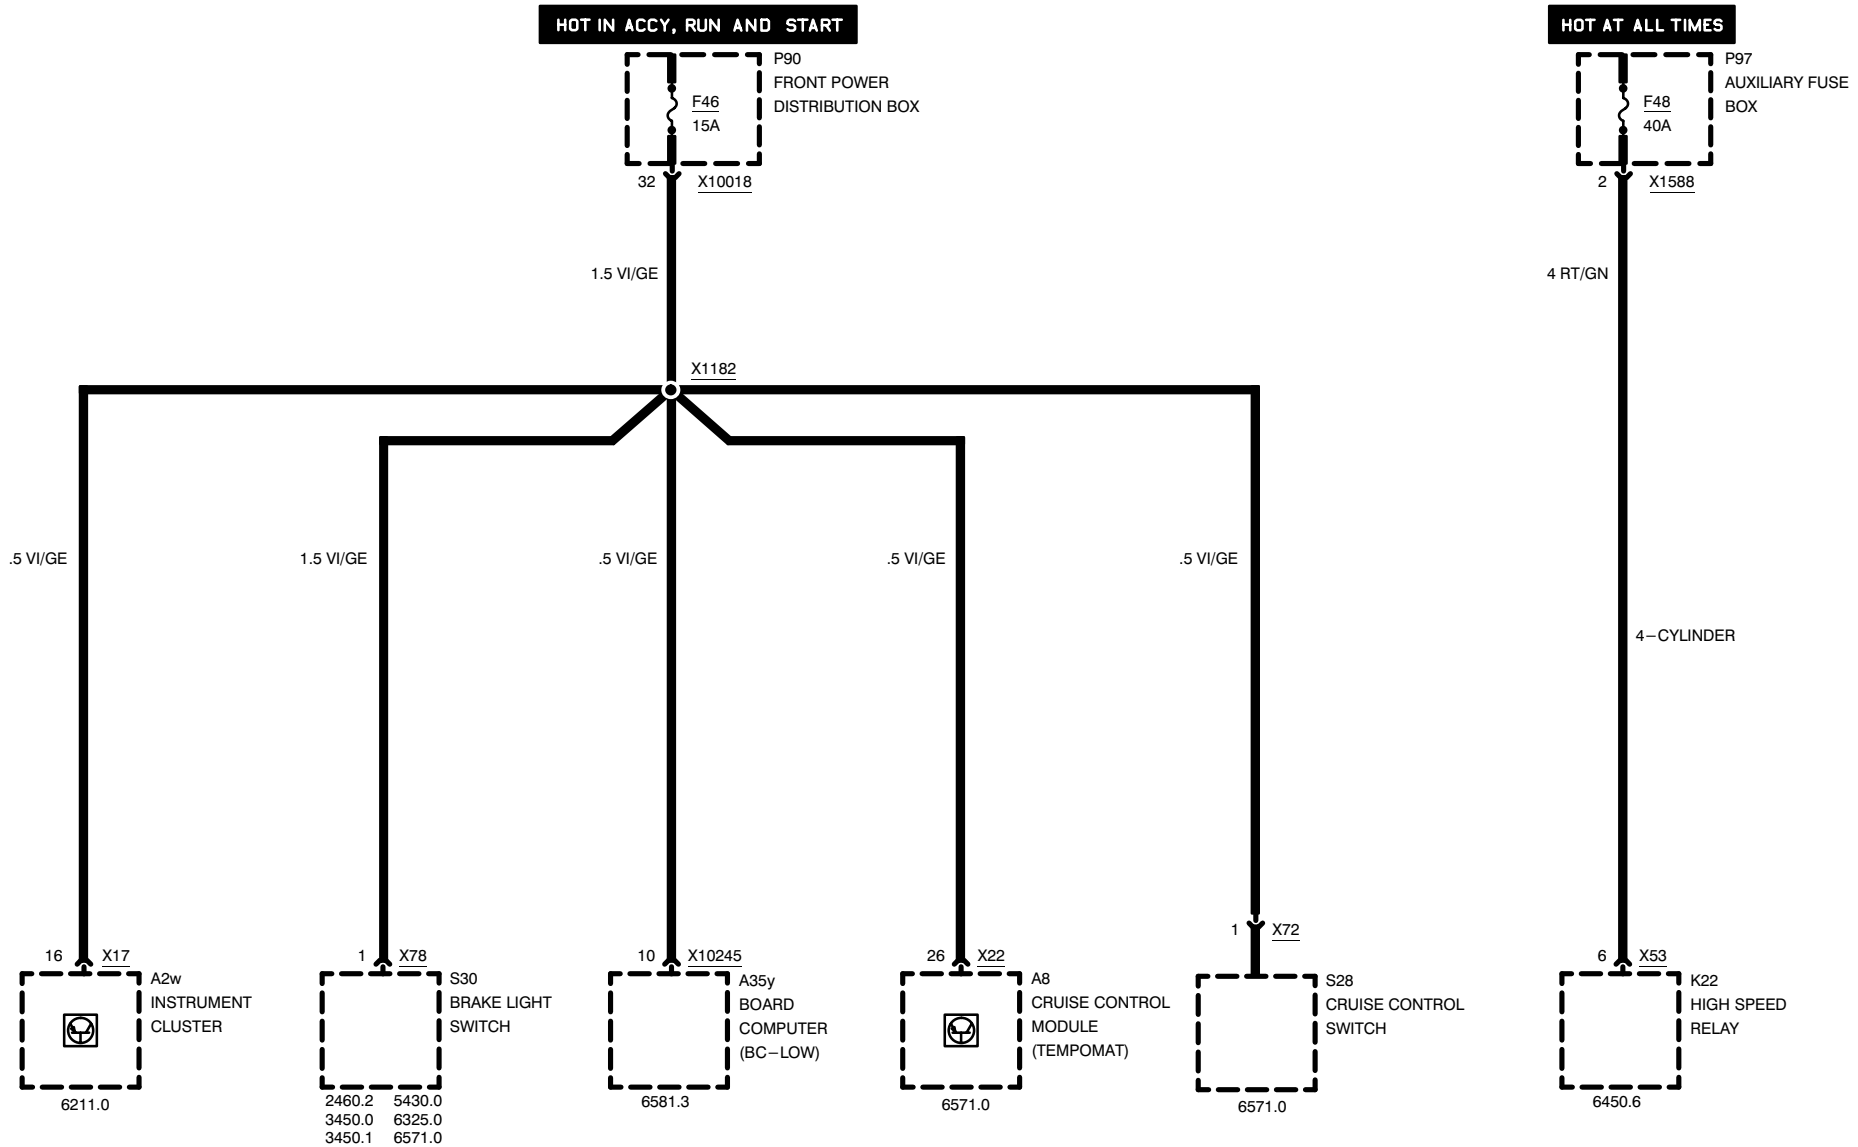 HOT IN ACCY, RUN AND START
HOT AT ALL TIMES
P90
FRONT POWER
DISTRIBUTION BOX
F46
15A
32 X10018
P97
AUXILIARY FUSE
BOX
F48
40A
2 X1588
1.5 VI/GE
4 RT/GN
X1182
.5 VI/GE
1.5 VI/GE
.5 VI/GE
.5 VI/GE
.5 VI/GE
4–CYLINDER
1 X72
16 X17
1 X78
10 X10245
26 X22
6 X53
A2w
INSTRUMENT
CLUSTER
6211.0
S30
BRAKE LIGHT
SWITCH
2460.2 5430.0
3450.0 6325.0
3450.1 6571.0
A35y
BOARD
COMPUTER
(BC–LOW)
6581.3
A8
CRUISE CONTROL
MODULE
(TEMPOMAT)
6571.0
S28
CRUISE CONTROL
SWITCH
6571.0
K22
HIGH SPEED
RELAY
6450.6